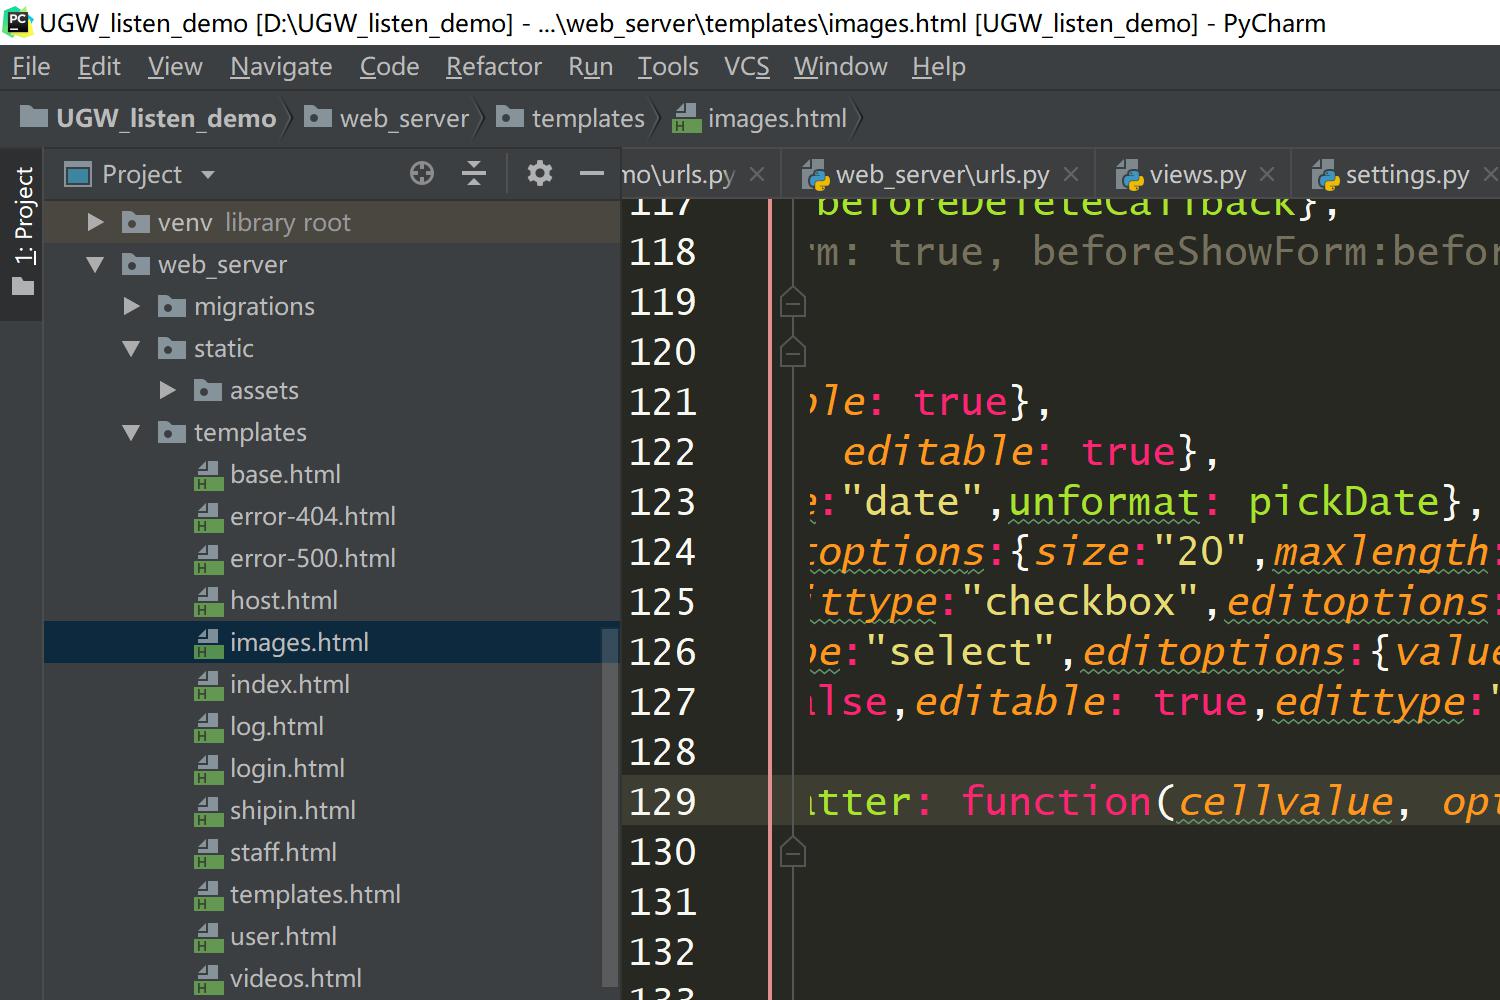 UGW_listen_demo [D:\UGW_listen_demo] - ...\web_server\templates\images.html [UGW_listen_demo] - PyCharm
File Edit View Navigate Code Refactor Run Tools VCS Window Help
UGW_listen_demo web_server templates images.html
1: Project
Project
mo\urls.py web_server\urls.py views.py settings.py
venv library root
web_server
migrations
static
assets
templates
base.html
error-404.html
error-500.html
host.html
images.html
index.html
log.html
login.html
shipin.html
staff.html
templates.html
user.html
videos.html
117 beforeDeleteCallback},
118 m: true, beforeShowForm:befor
119
120
121 ble: true},
122 editable: true},
123 e:"date",unformat: pickDate},
124 toptions:{size:"20",maxlength:
125 ittype:"checkbox",editoptions:
126 pe:"select",editoptions:{value
127 alse,editable: true,edittype:"
128
129 atter: function(cellvalue, opt
130
131
132
133